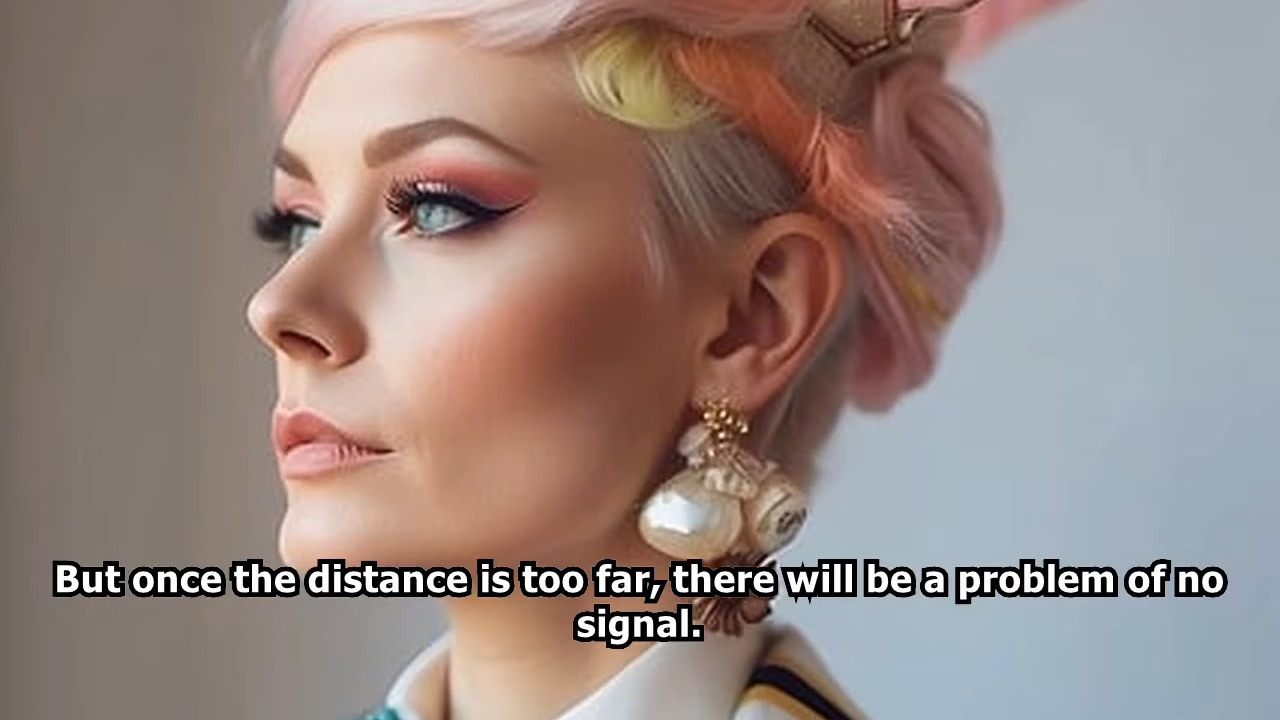 But once the distance is too far, there will be a problem of no
signal.